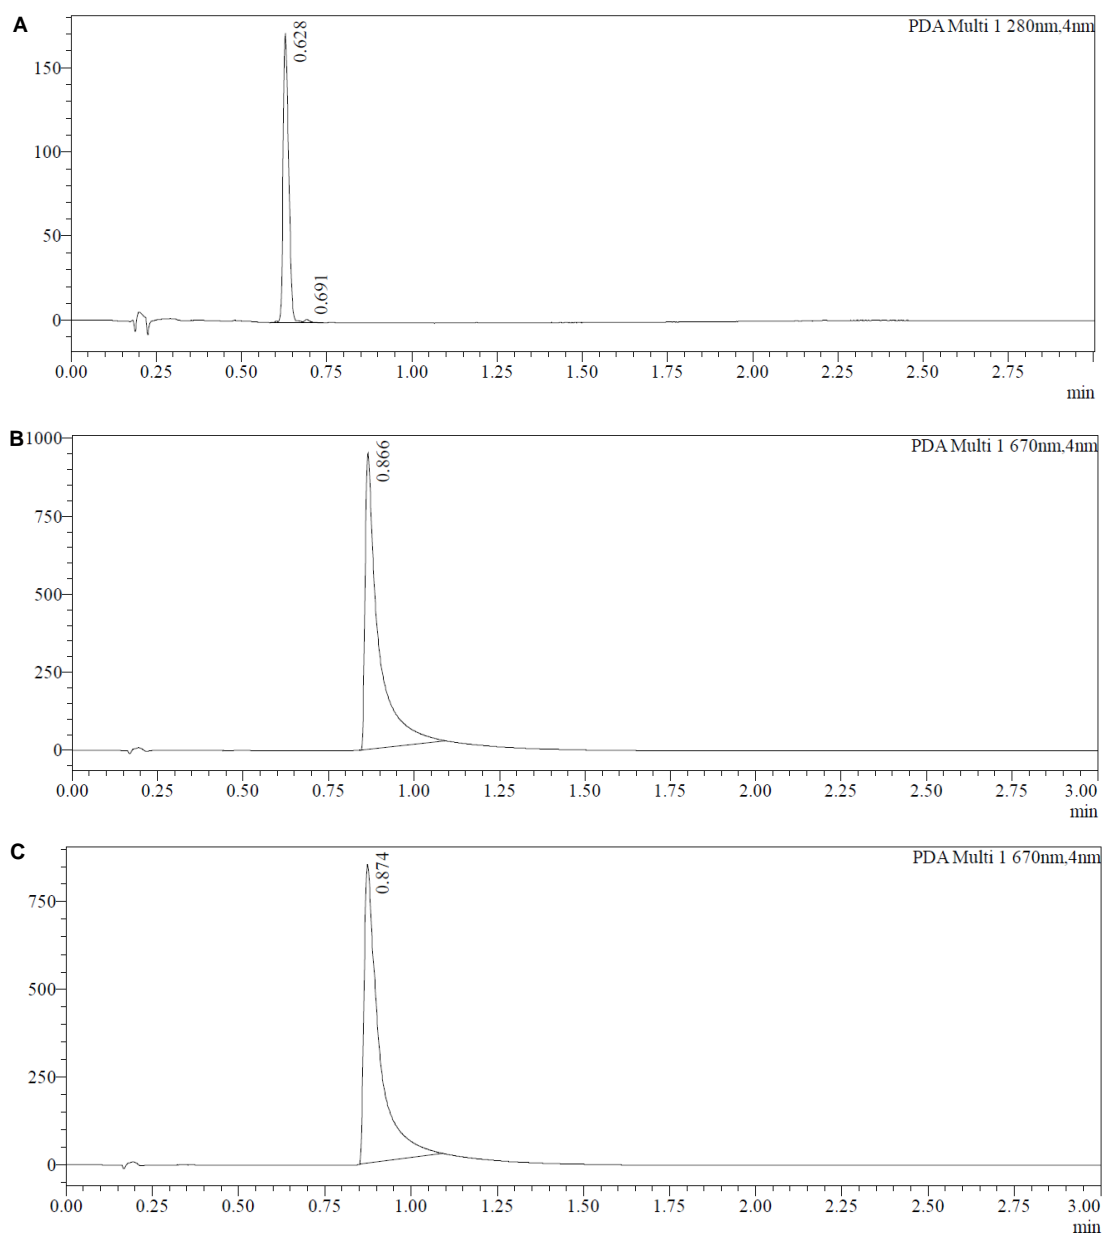 A
PDA Multi 1 280nm,4nm
0.628
0.691
150
100
50
0
0.00 0.25 0.50 0.75 1.00 1.25 1.50 1.75 2.00 2.25 2.50 2.75
min
B
PDA Multi 1 670nm,4nm
0.866
1000
750
500
250
0
0.00 0.25 0.50 0.75 1.00 1.25 1.50 1.75 2.00 2.25 2.50 2.75 3.00
min
C
PDA Multi 1 670nm,4nm
0.874
750
500
250
0
0.00 0.25 0.50 0.75 1.00 1.25 1.50 1.75 2.00 2.25 2.50 2.75 3.00
min